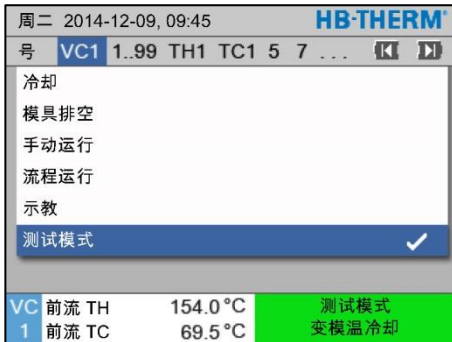 周二 2014-12-09, 09:45 HB-THERM®
号 VC1 1..99 TH1 TC1 5 7 ...
冷却
模具排空
手动运行
流程运行
示教
测试模式
VC 前流 TH 154.0°C 测试模式
1 前流 TC 69.5°C 变模温冷却